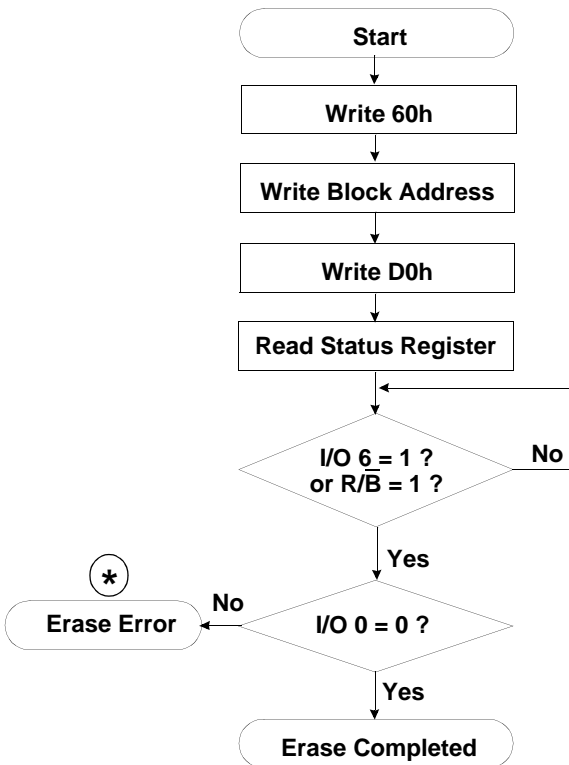 Start
Write 60h
Write Block Address
Write D0h
Read Status Register
I/O 6 = 1 ?
or R/B̅ = 1 ?
No
Yes
*
No
Erase Error
I/O 0 = 0 ?
Yes
Erase Completed